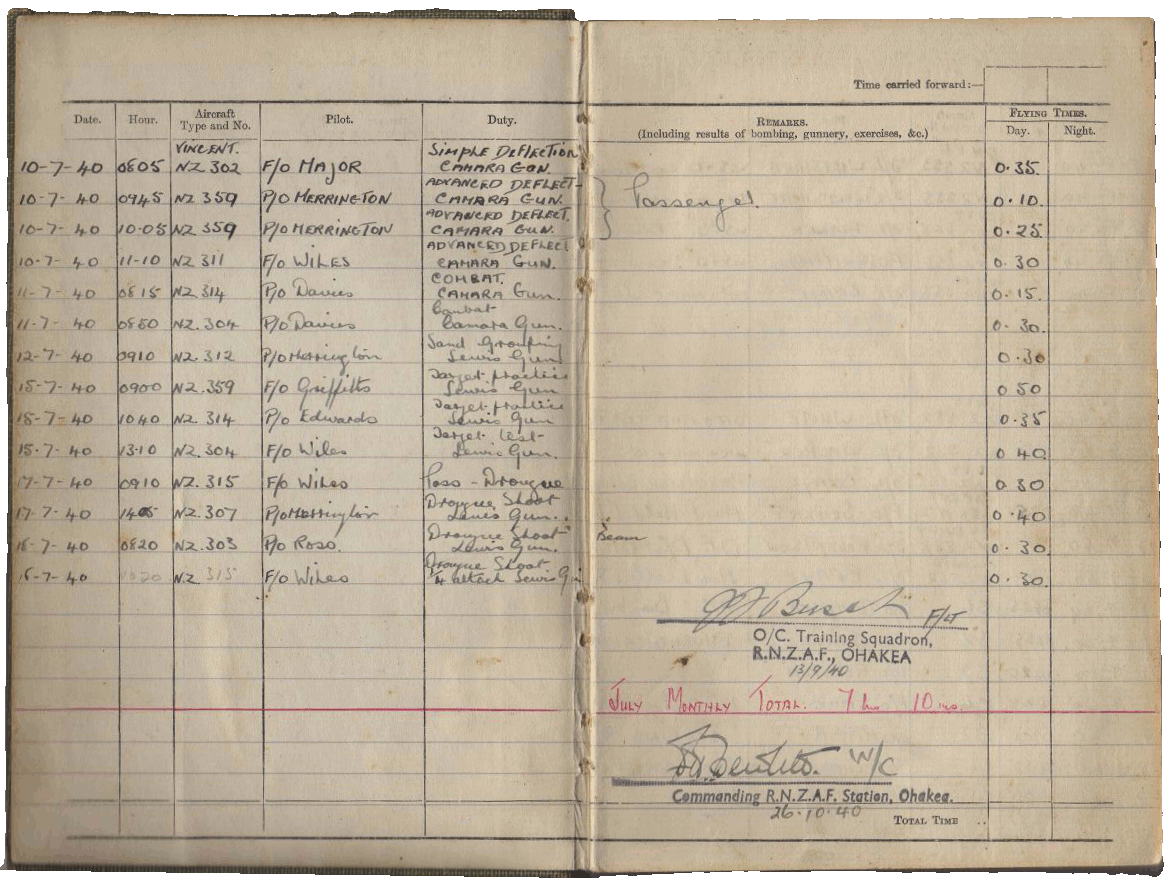 Time carried forward:—
Date. Hour. Aircraft Type and No. Pilot. Duty. REMARKS. (Including results of bombing, gunnery, exercises, &c.) FLYING TIMES. Day. Night.
VINCENT. SIMPLE DEFLECTION
10-7-40 0805 NZ 302 F/O MAJOR CAMARA GUN. 0.35.
ADVANCED DEFLECT-
10-7-40 0945 NZ 359 P/O MERRINGTON CAMARA GUN. Passenger. 0.10.
ADVANCED DEFLECT.
10-7-40 10-05 NZ 359 P/O MERRINGTON CAMARA GUN. 0.25.
ADVANCED DEFLECT
10-7-40 11-10 NZ 311 F/O WILES CAMARA GUN. 0.30
COMBAT.
11-7-40 0815 NZ.314 P/O Davies CAMARA Gun. 0.15.
Combat
11-7-40 0850 NZ.304 P/O Davies Camara Gun. 0.30.
Sand Grouping
12-7-40 0910 NZ.312 P/O Merrington Lewis Gun 0.30
Target practice
15-7-40 0900 NZ.359 F/O Griffiths Lewis Gun 0 50
Target practice
15-7-40 1040 NZ.314 P/o Edwards Lewis Gun 0.35
Target test
15-7-40 13-10 NZ.304 F/o Wiles Lewis Gun. 0 40
17-7-40 0910 NZ.315 F/o Wiles Pass - Drougue 0 30
Drougue Shoot
17-7-40 1405 NZ.307 P/o Merrington Lewis Gun. 0.40
Drougue Shoot Beam
18-7-40 0820 NZ.303 P/o Ross. Lewis Gun. 0.30.
Drougue Shoot
-7-40 1020 NZ 315 F/o Wiles 1/4 attack Lewis Gun 0.30.
F/LT
O/C. Training Squadron,
R.N.Z.A.F., OHAKEA
13/9/40
JULY MONTHLY TOTAL. 7 hrs 10 ms.
W/C
Commanding R.N.Z.A.F. Station, Ohakea.
26.10.40
TOTAL TIME ..